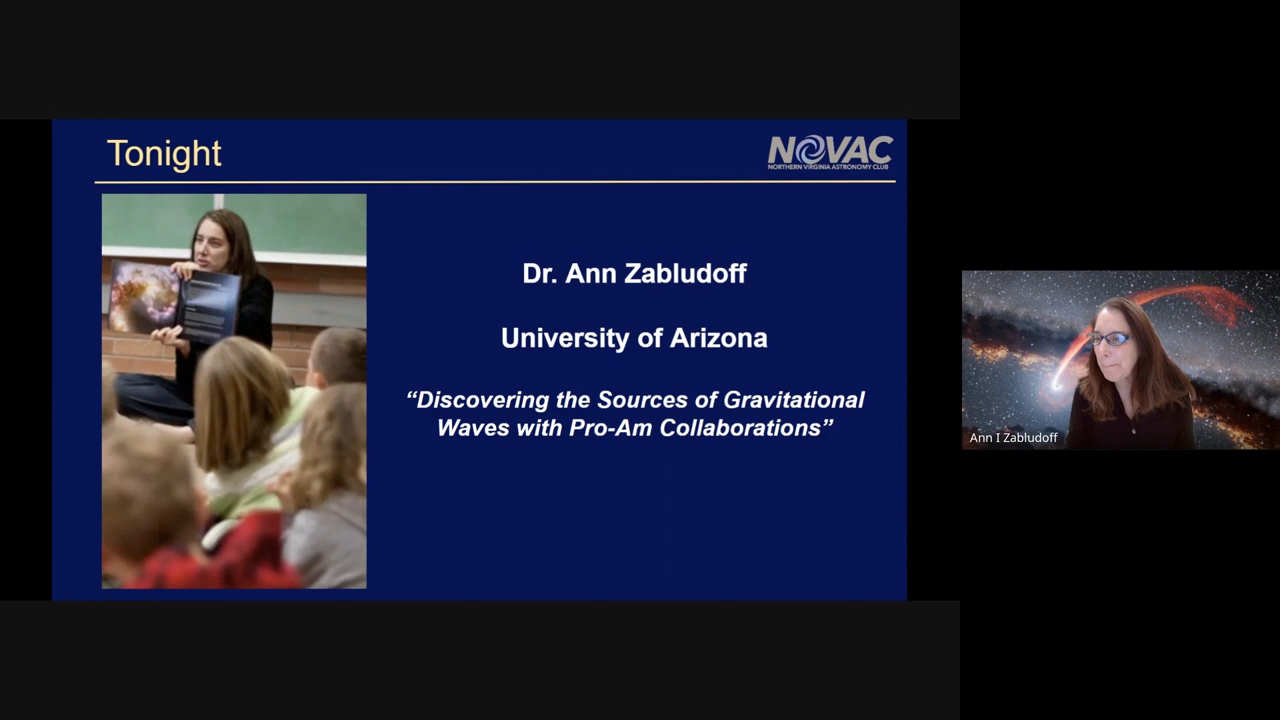 Tonight
NOVAC
NORTHERN VIRGINIA ASTRONOMY CLUB
Dr. Ann Zabludoff
University of Arizona
“Discovering the Sources of Gravitational
Waves with Pro-Am Collaborations”
Ann I Zabludoff